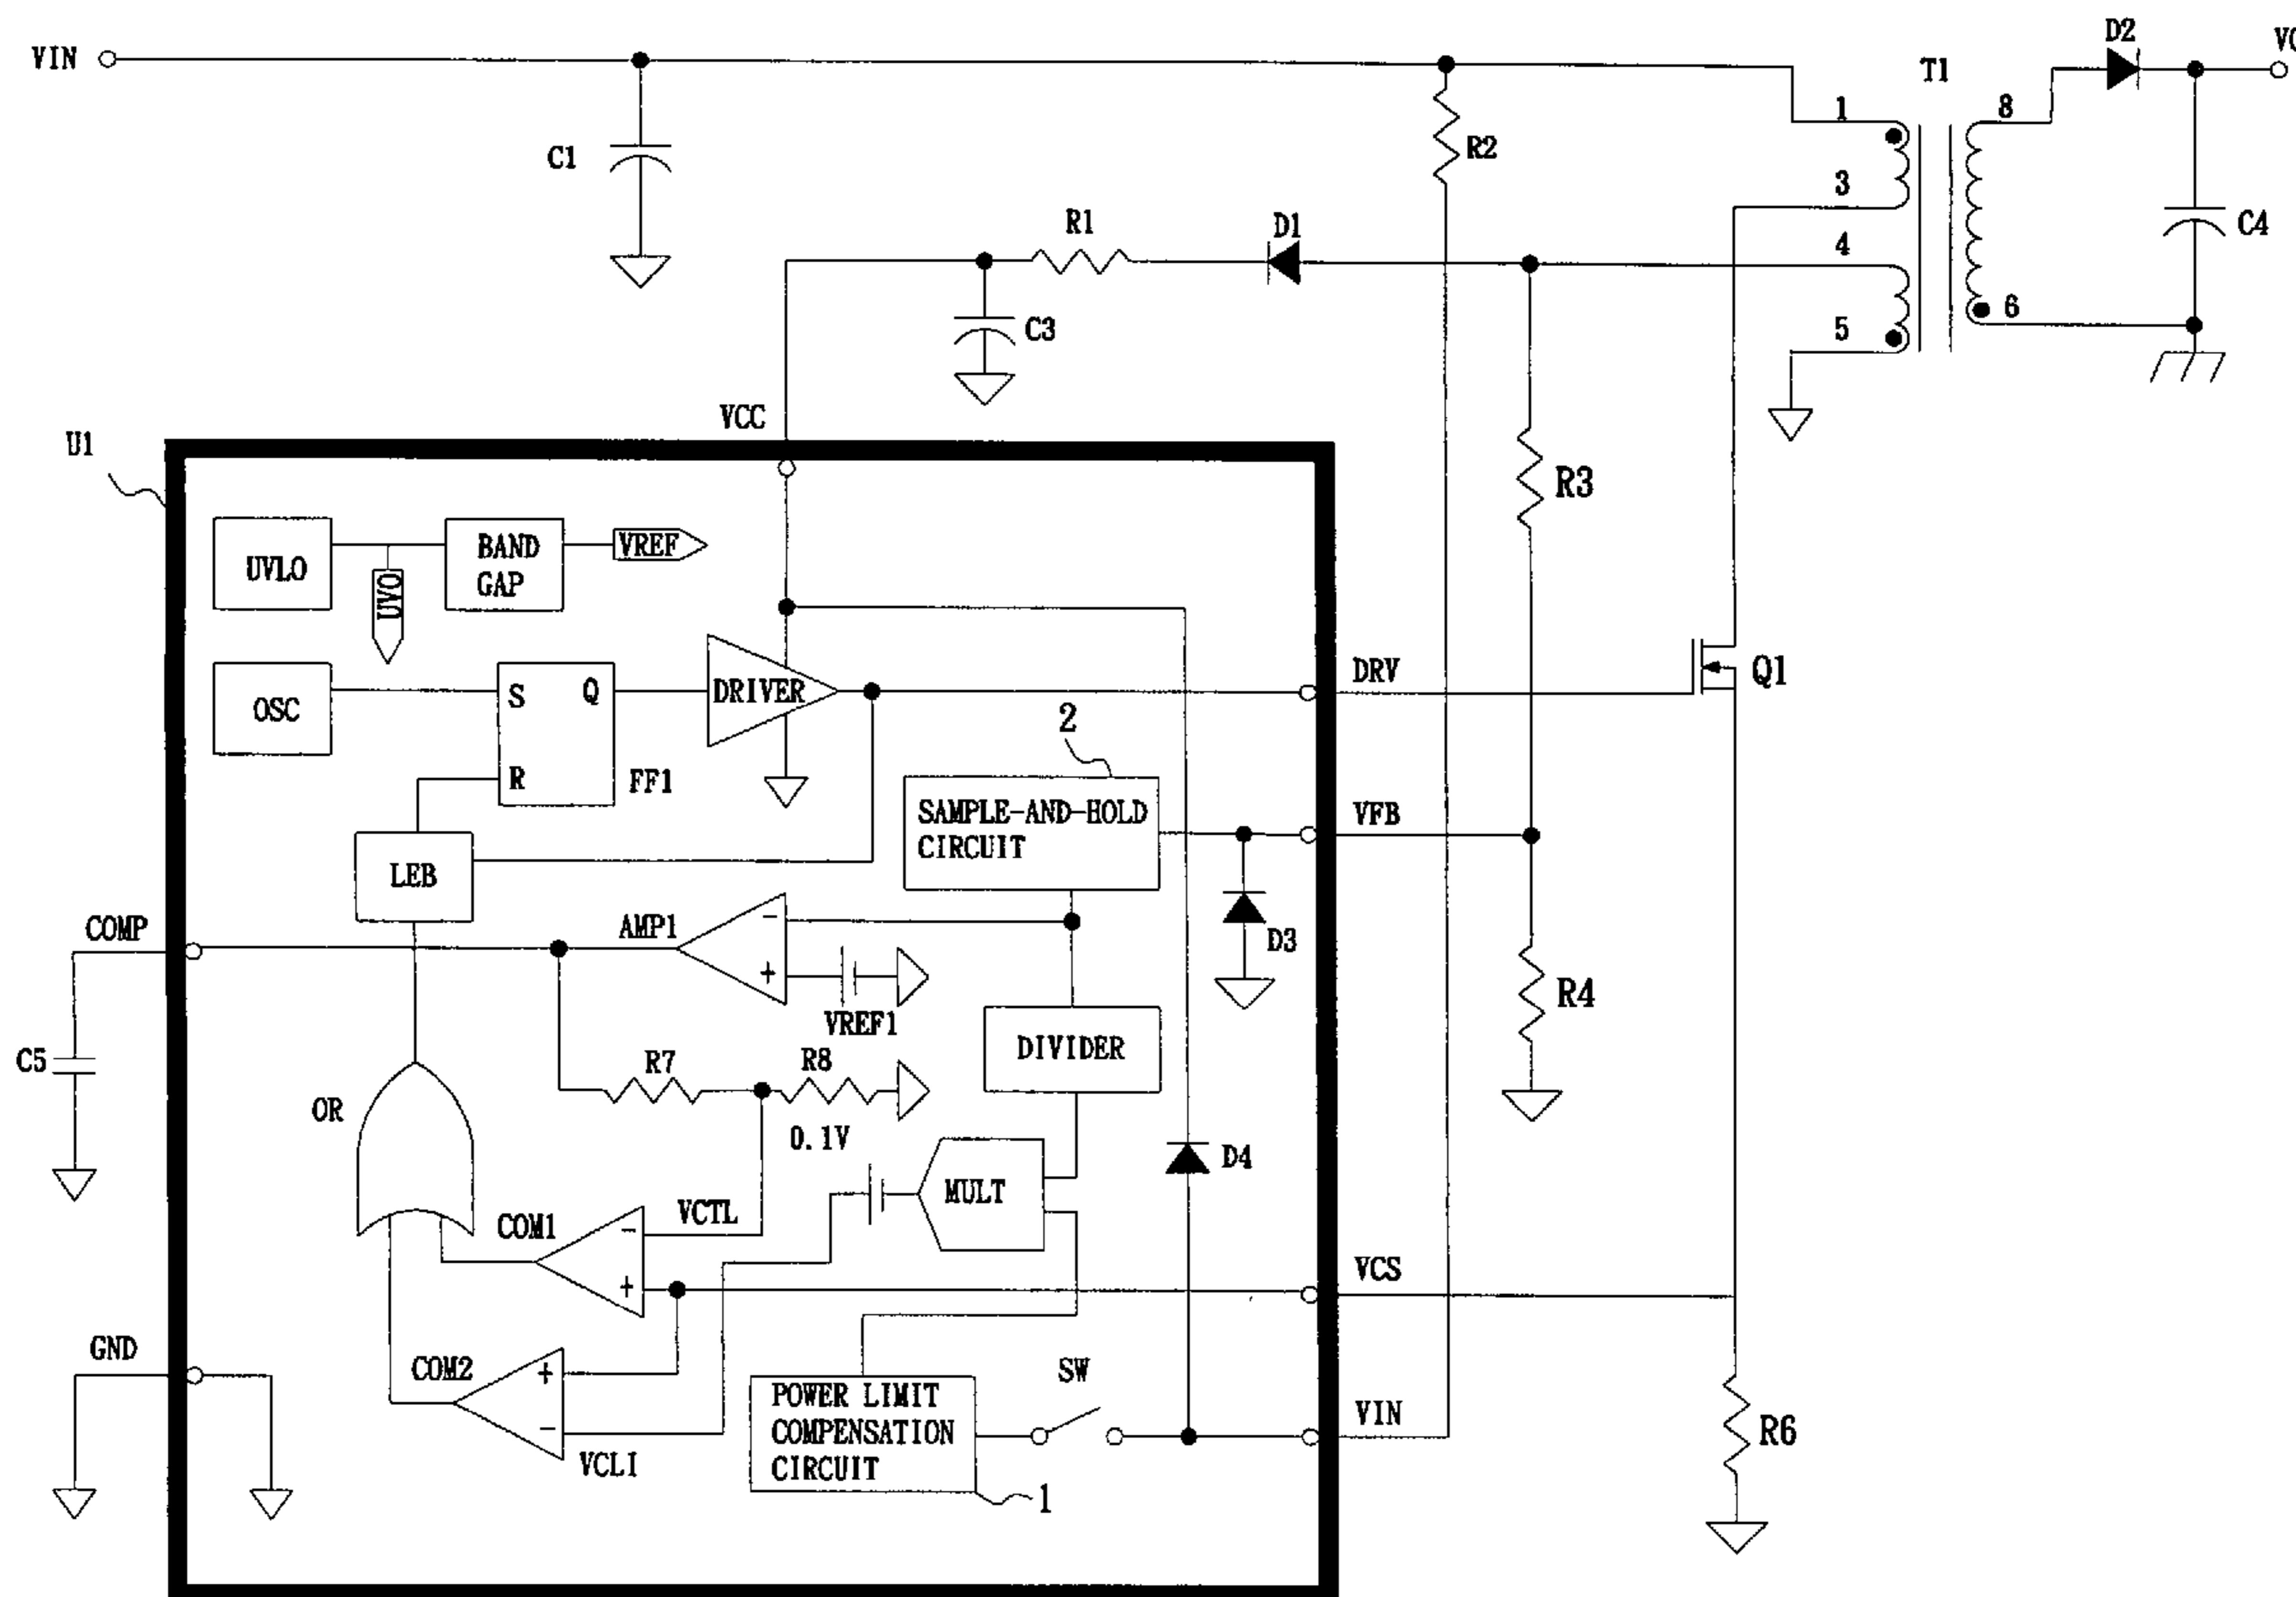 VIN
D2
T1
1
8
C1
R2
3
R1
D1
4
C4
C3
5
6
VCC
U1
R3
UVLO
BAND
GAP
VREF
UVO
DRV
Q1
OSC
S
Q
DRIVER
2
R
FF1
SAMPLE-AND-HOLD
CIRCUIT
VFB
LEB
COMP
AMP1
-
+
D3
VREF1
R4
C5
DIVIDER
R7
R8
OR
0.1V
D4
MULT
VCTL
COM1
-
+
VCS
GND
COM2
+
-
VCLI
SW
VIN
POWER LIMIT
COMPENSATION
CIRCUIT
1
R6